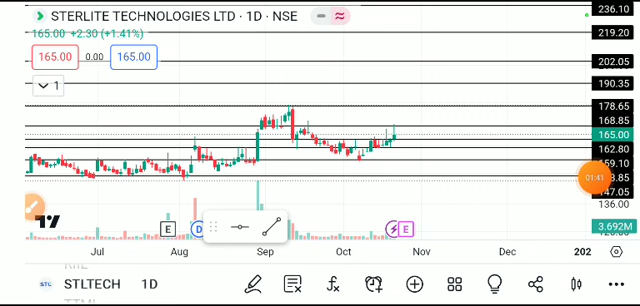 STERLITE TECHNOLOGIES LTD · 1D · NSE
165.00 +2.30 (+1.41%)
165.00 0.00 165.00
1
236.10
219.20
202.05
190.35
178.65
168.85
165.00
162.80
159.10
8.85
01:41
147.05
136.00
3.692M
E D E
Jul Aug Sep Oct Nov Dec 202
STC STLTECH 1D